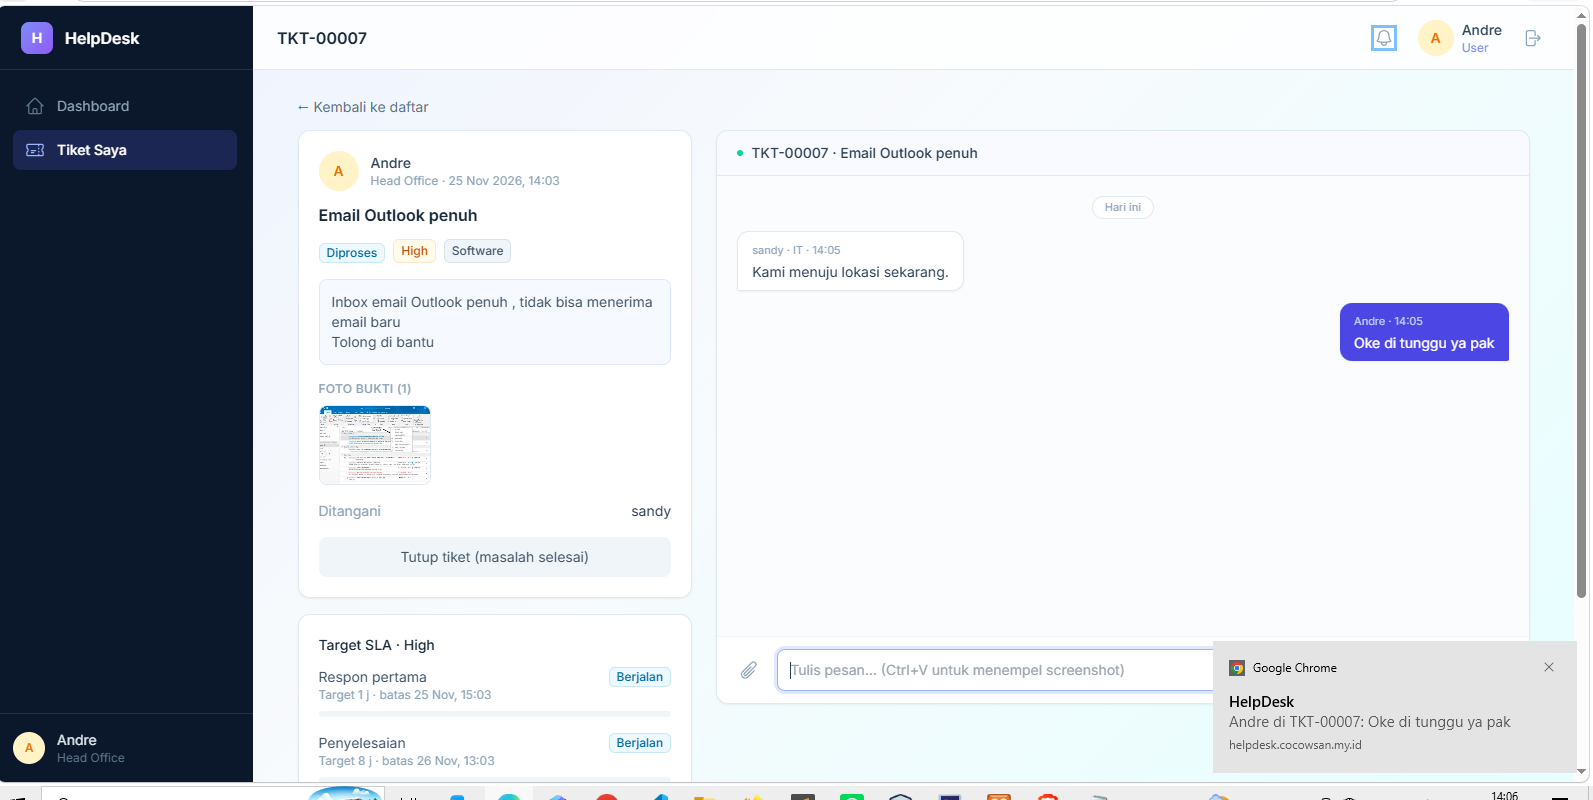 H HelpDesk
Dashboard
Tiket Saya
A Andre
Head Office
TKT-00007
A Andre
User
← Kembali ke daftar
A Andre
Head Office · 25 Nov 2026, 14:03
Email Outlook penuh
Diproses High Software
Inbox email Outlook penuh , tidak bisa menerima
email baru
Tolong di bantu
FOTO BUKTI (1)
Ditangani sandy
Tutup tiket (masalah selesai)
Target SLA · High
Respon pertama Berjalan
Target 1 j · batas 25 Nov, 15:03
Penyelesaian Berjalan
Target 8 j · batas 26 Nov, 13:03
TKT-00007 · Email Outlook penuh
Hari ini
sandy · IT · 14:05
Kami menuju lokasi sekarang.
Andre · 14:05
Oke di tunggu ya pak
Tulis pesan... (Ctrl+V untuk menempel screenshot)
Google Chrome
HelpDesk
Andre di TKT-00007: Oke di tunggu ya pak
helpdesk.cocowsan.my.id
14:06